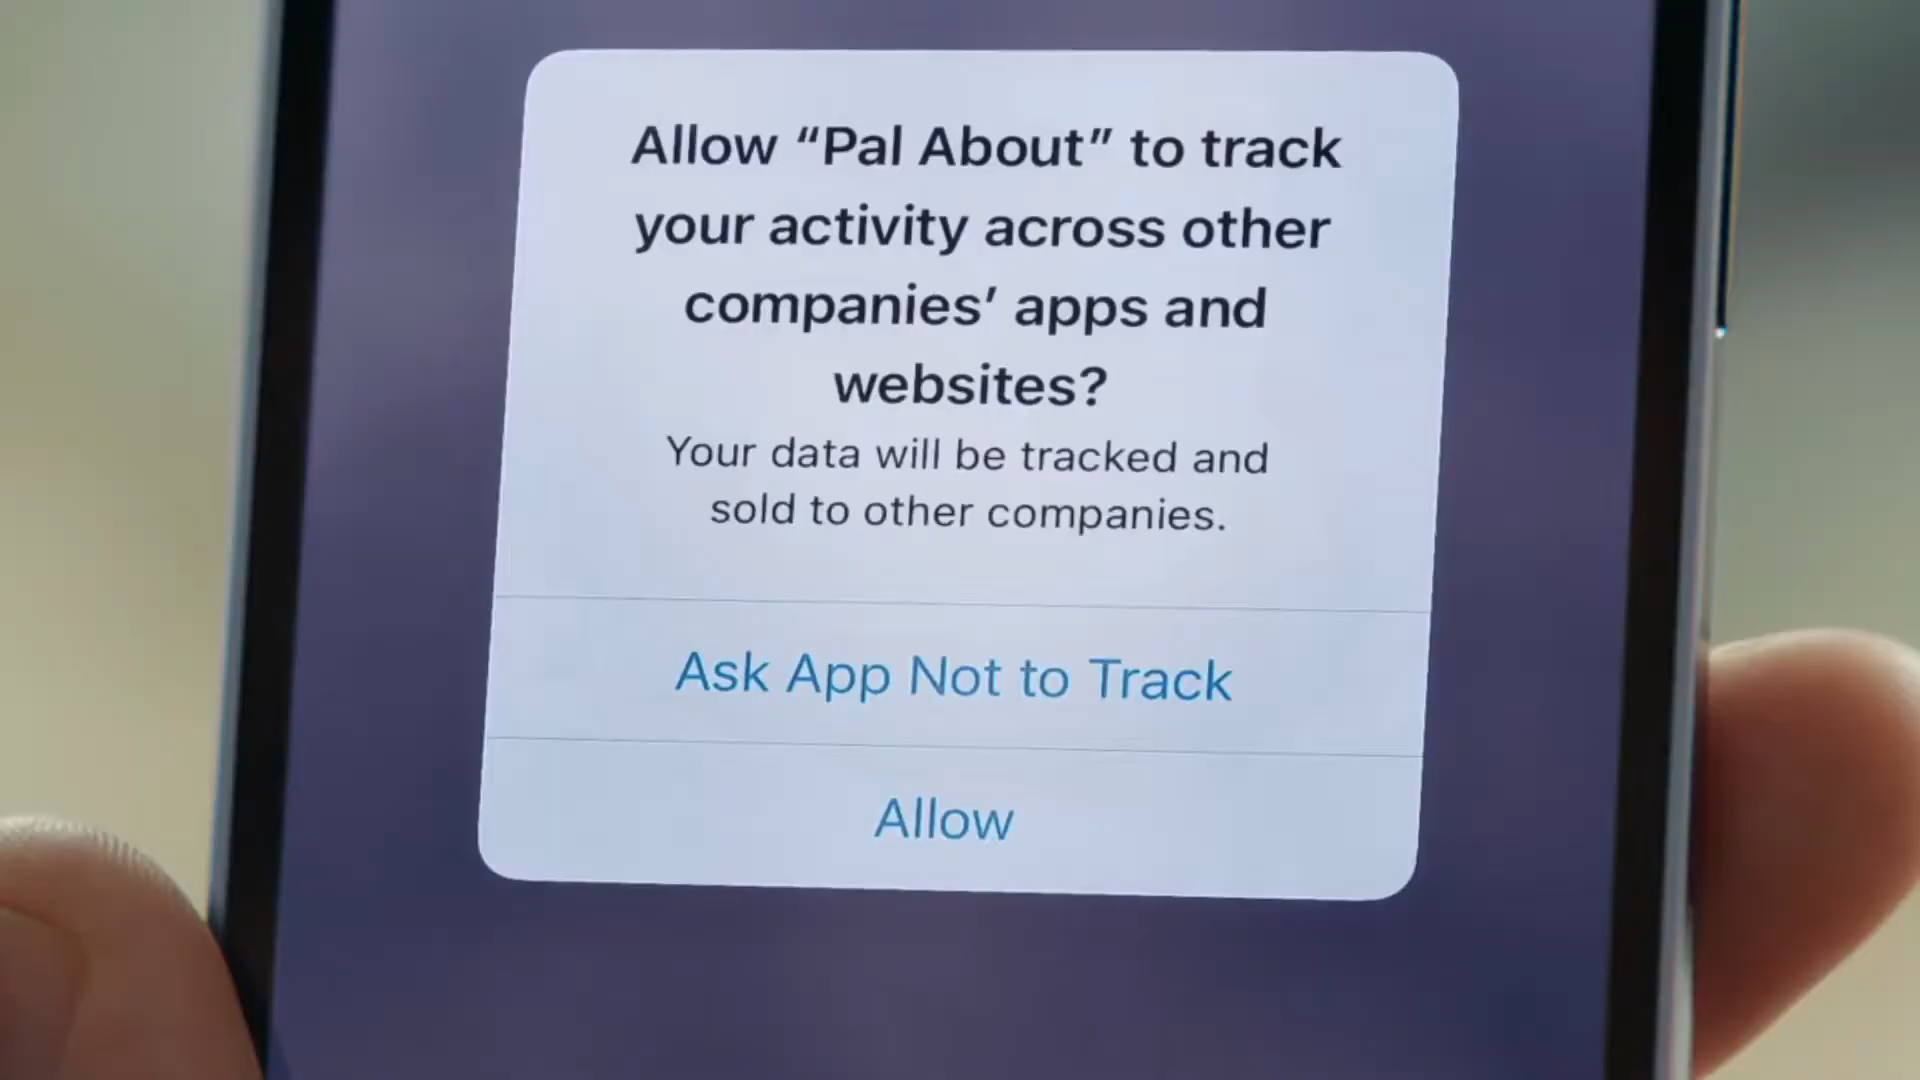 Allow “Pal About” to track
your activity across other
companies’ apps and
websites?
Your data will be tracked and
sold to other companies.
Ask App Not to Track
Allow